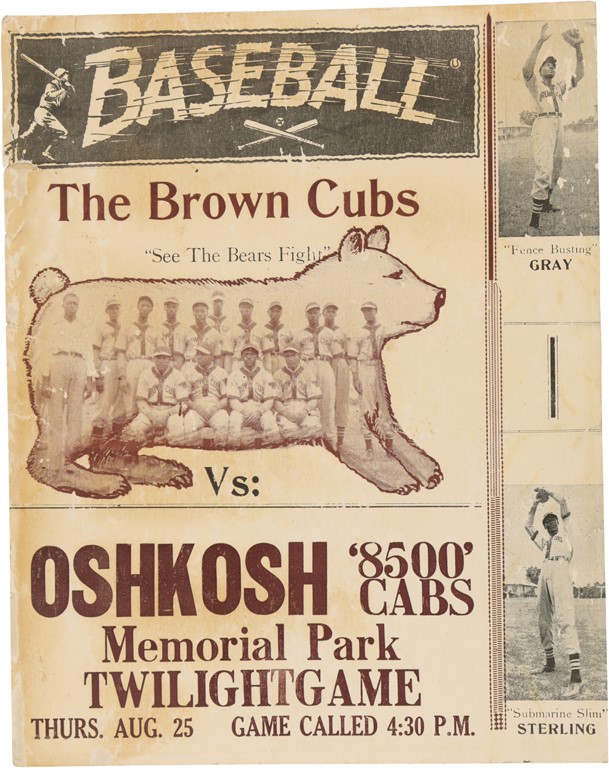 BASEBALL
The Brown Cubs
"See The Bears Fight"
Vs:
OSHKOSH '8500' CABS
Memorial Park
TWILIGHTGAME
THURS. AUG. 25 GAME CALLED 4:30 P.M.
"Fence Busting"
GRAY
"Submarine Slim"
STERLING